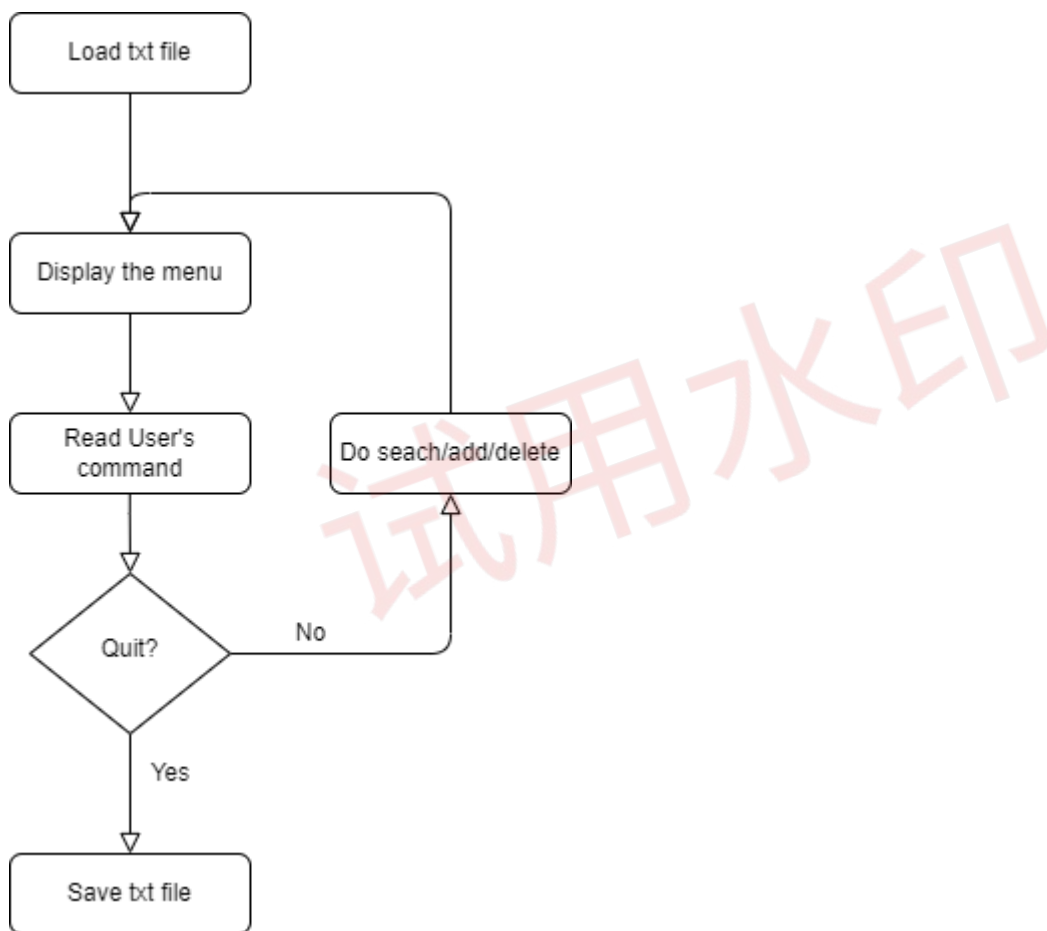 Load txt file
Display the menu
Read User's
command
Do seach/add/delete
Quit?
No
Yes
Save txt file
试用水印